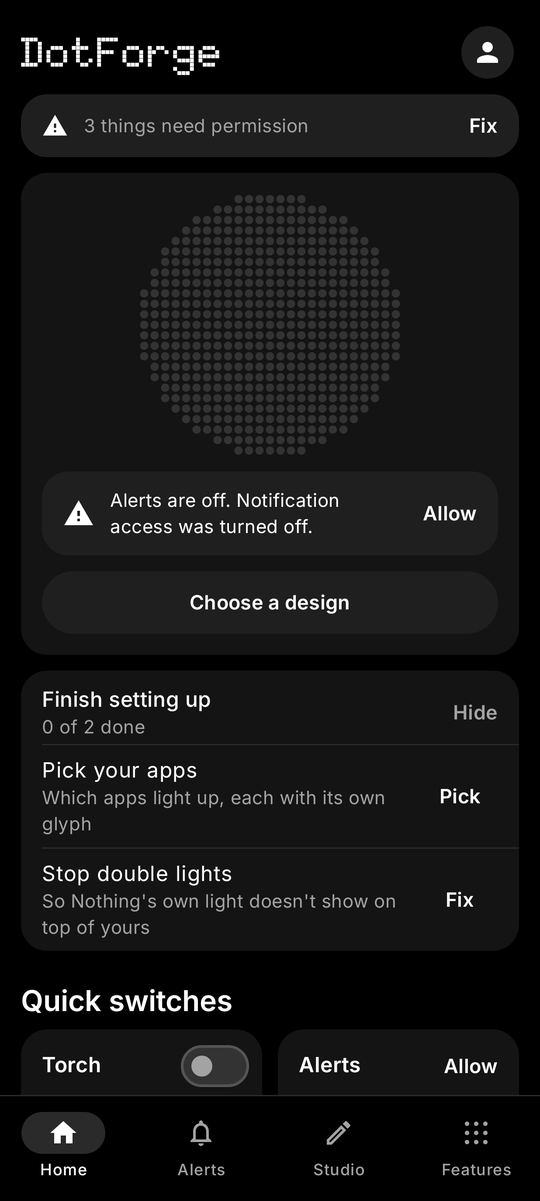 DotForge
3 things need permission
Fix
Alerts are off. Notification
access was turned off.
Allow
Choose a design
Finish setting up
0 of 2 done
Hide
Pick your apps
Which apps light up, each with its own
glyph
Pick
Stop double lights
So Nothing's own light doesn't show on
top of yours
Fix
Quick switches
Torch
Alerts
Allow
Home
Alerts
Studio
Features